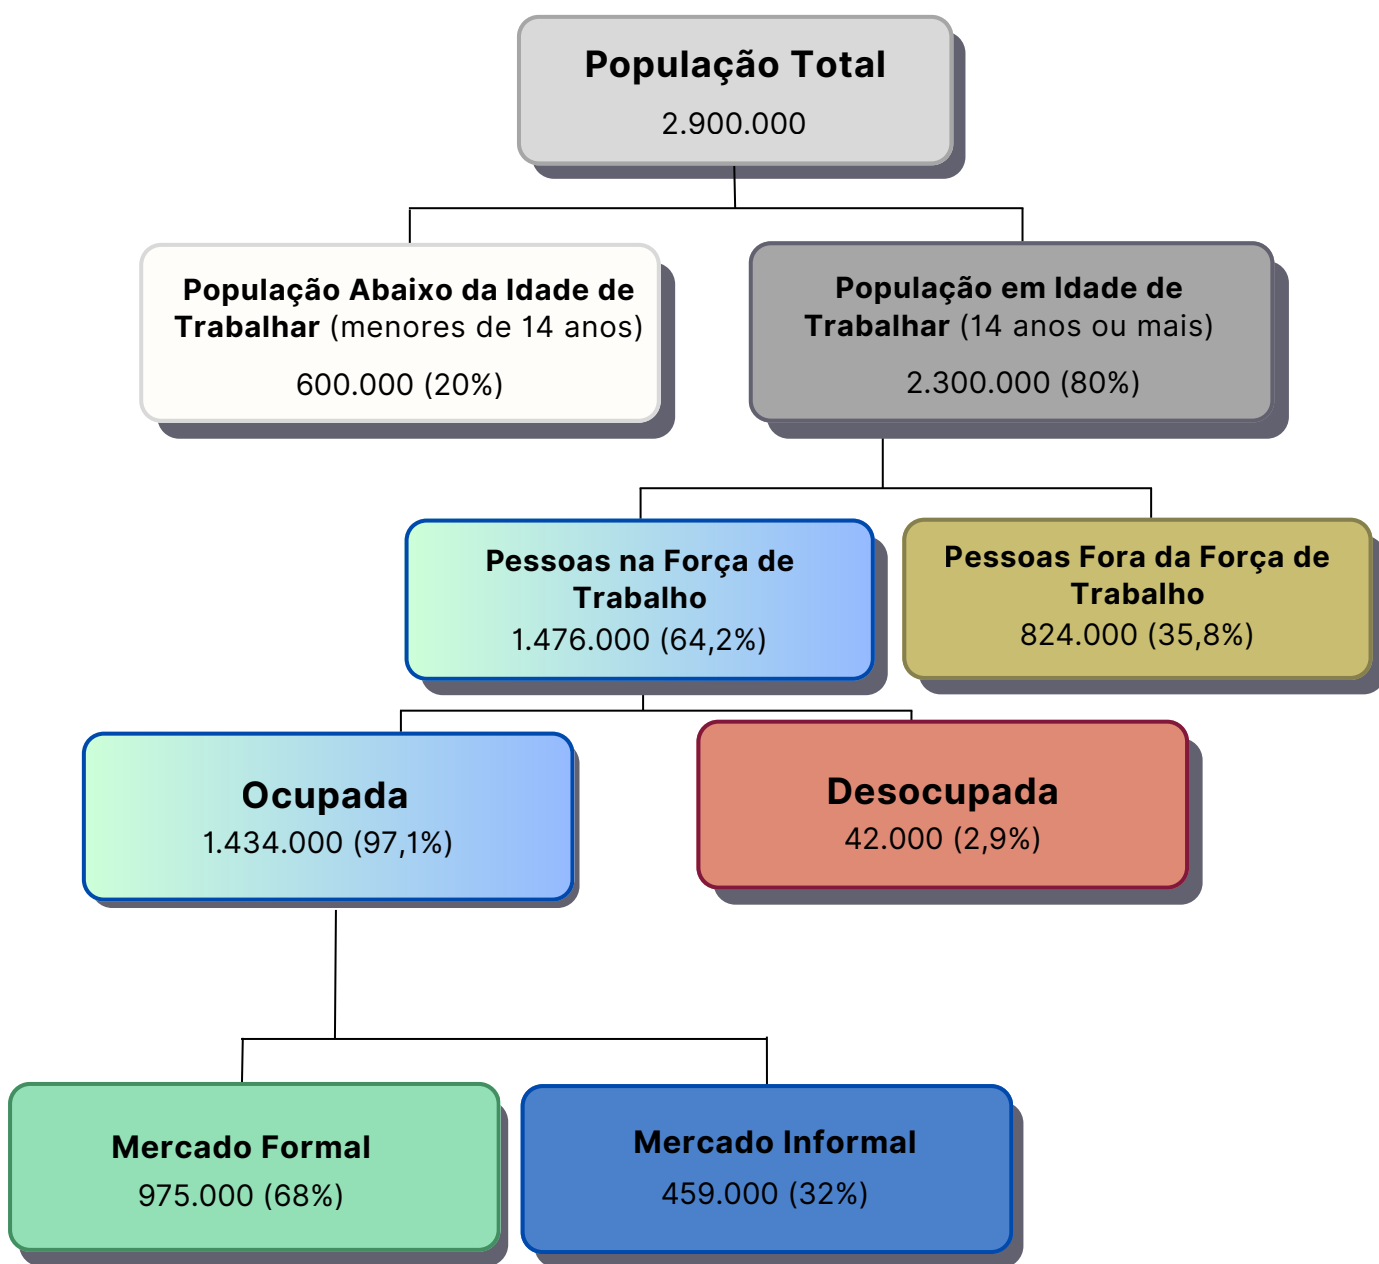 População Total
2.900.000
População Abaixo da Idade de
Trabalhar (menores de 14 anos)
600.000 (20%)
População em Idade de
Trabalhar (14 anos ou mais)
2.300.000 (80%)
Pessoas na Força de
Trabalho
1.476.000 (64,2%)
Pessoas Fora da Força de
Trabalho
824.000 (35,8%)
Ocupada
1.434.000 (97,1%)
Desocupada
42.000 (2,9%)
Mercado Formal
975.000 (68%)
Mercado Informal
459.000 (32%)